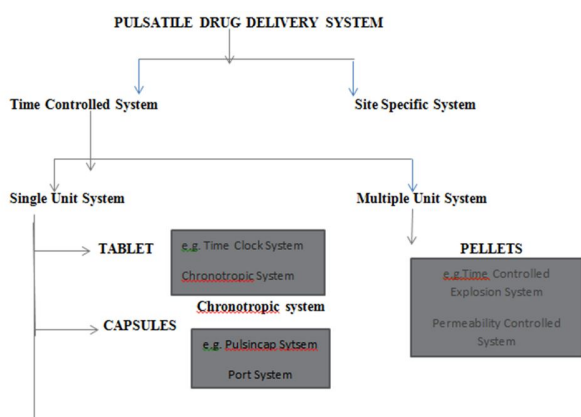 PULSATILE DRUG DELIVERY SYSTEM
Time Controlled System
Site Specific System
Single Unit System
Multiple Unit System
TABLET
e.g. Time Clock System
Chronotropic System
Chronotropic system
CAPSULES
e.g. Pulsincap Sytsem
Port System
PELLETS
e.g.Time Controlled
Explosion System
Permeability Controlled
System